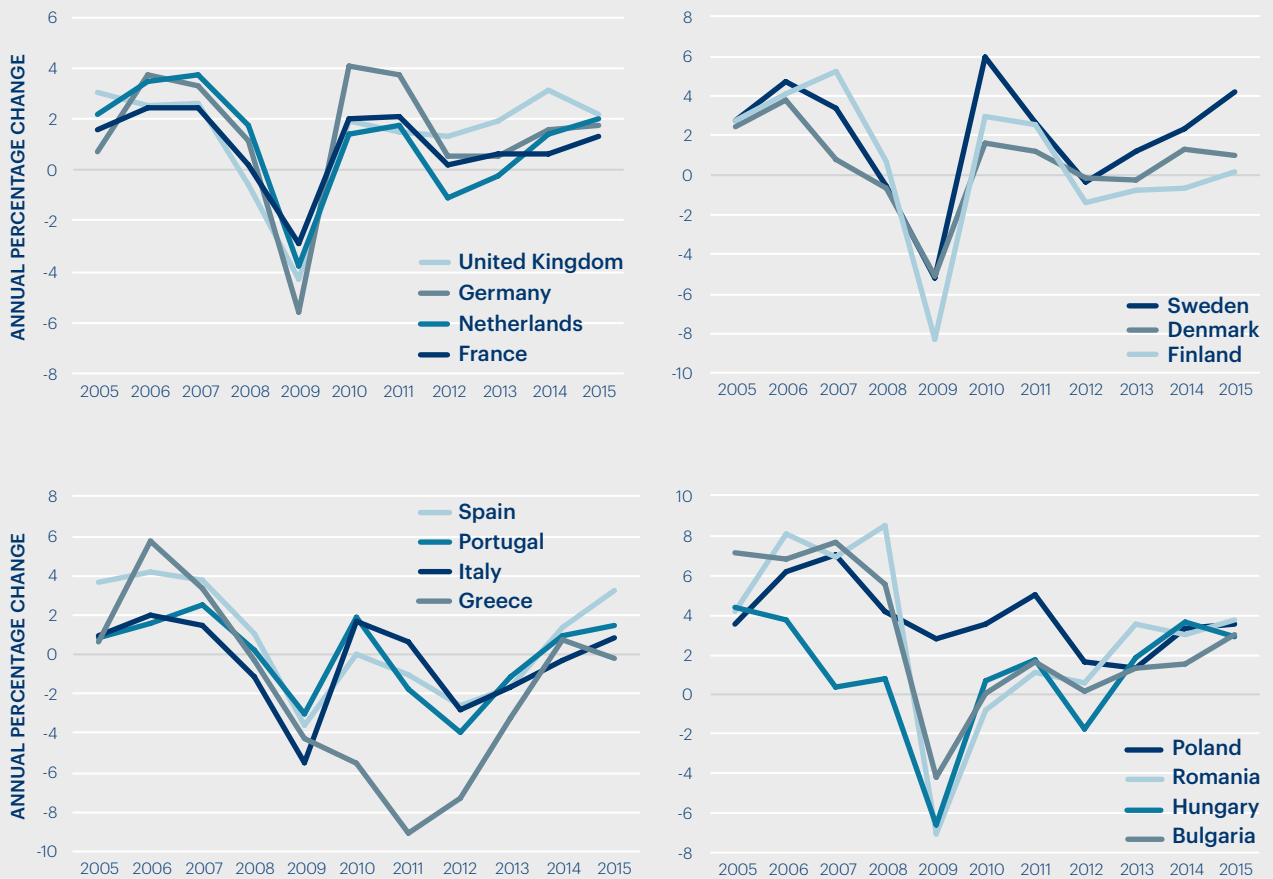 ANNUAL PERCENTAGE CHANGE
6
4
2
0
-2
-4
-6
-8
2005 2006 2007 2008 2009 2010 2011 2012 2013 2014 2015
United Kingdom
Germany
Netherlands
France
8
6
4
2
0
-2
-4
-6
-8
-10
2005 2006 2007 2008 2009 2010 2011 2012 2013 2014 2015
Sweden
Denmark
Finland
ANNUAL PERCENTAGE CHANGE
8
6
4
2
0
-2
-4
-6
-8
-10
2005 2006 2007 2008 2009 2010 2011 2012 2013 2014 2015
Spain
Portugal
Italy
Greece
10
8
6
4
2
0
-2
-4
-6
-8
2005 2006 2007 2008 2009 2010 2011 2012 2013 2014 2015
Poland
Romania
Hungary
Bulgaria